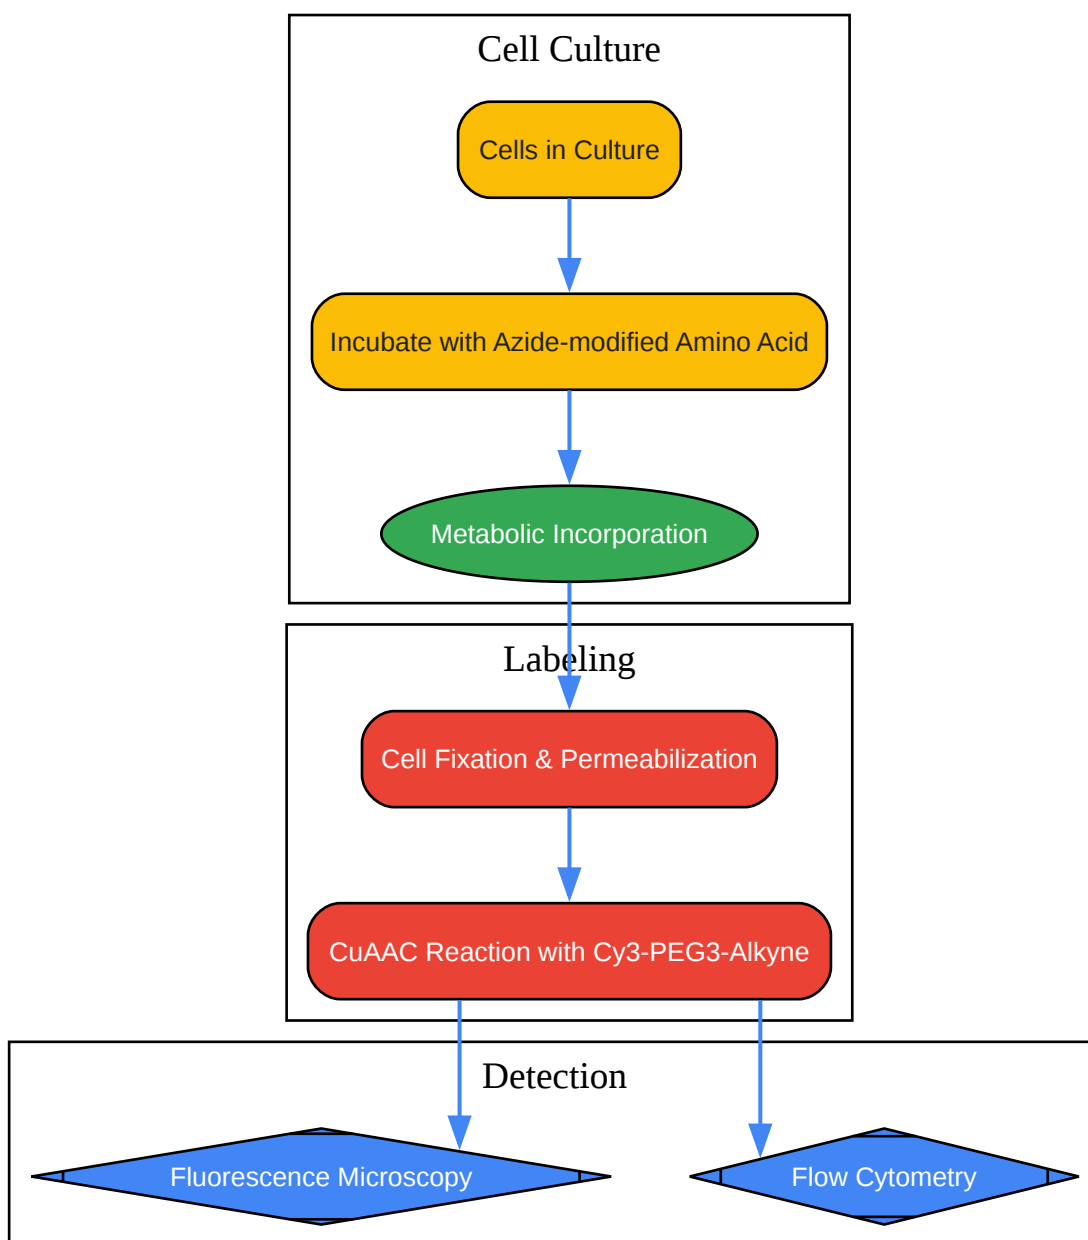 Cell Culture
Cells in Culture
Incubate with Azide-modified Amino Acid
Metabolic Incorporation
Labeling
Cell Fixation & Permeabilization
CuAAC Reaction with Cy3-PEG3-Alkyne
Detection
Fluorescence Microscopy
Flow Cytometry